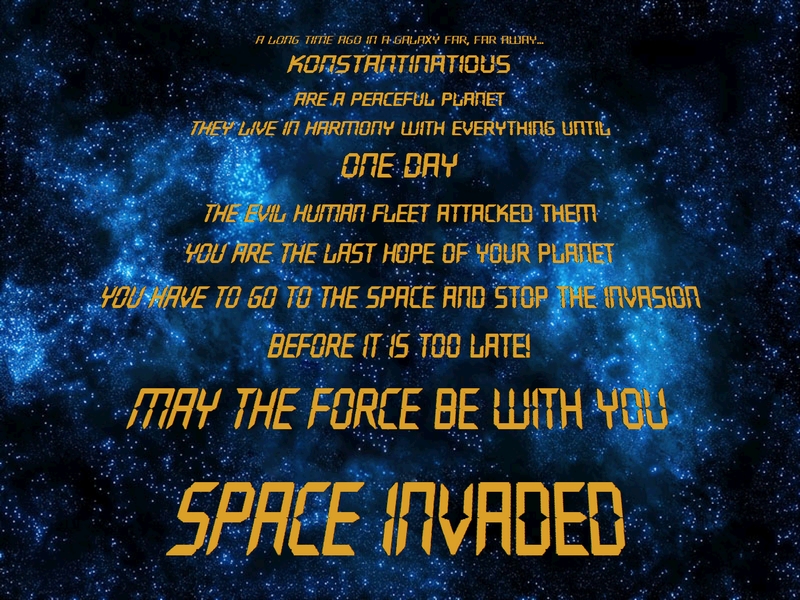 A LONG TIME AGO IN A GALAXY FAR, FAR AWAY...
KONSTANTINATIOUS
ARE A PEACEFUL PLANET
THEY LIVE IN HARMONY WITH EVERYTHING UNTIL
ONE DAY
THE EVIL HUMAN FLEET ATTACKED THEM
YOU ARE THE LAST HOPE OF YOUR PLANET
YOU HAVE TO GO TO THE SPACE AND STOP THE INVASION
BEFORE IT IS TOO LATE!
MAY THE FORCE BE WITH YOU
SPACE INVADED